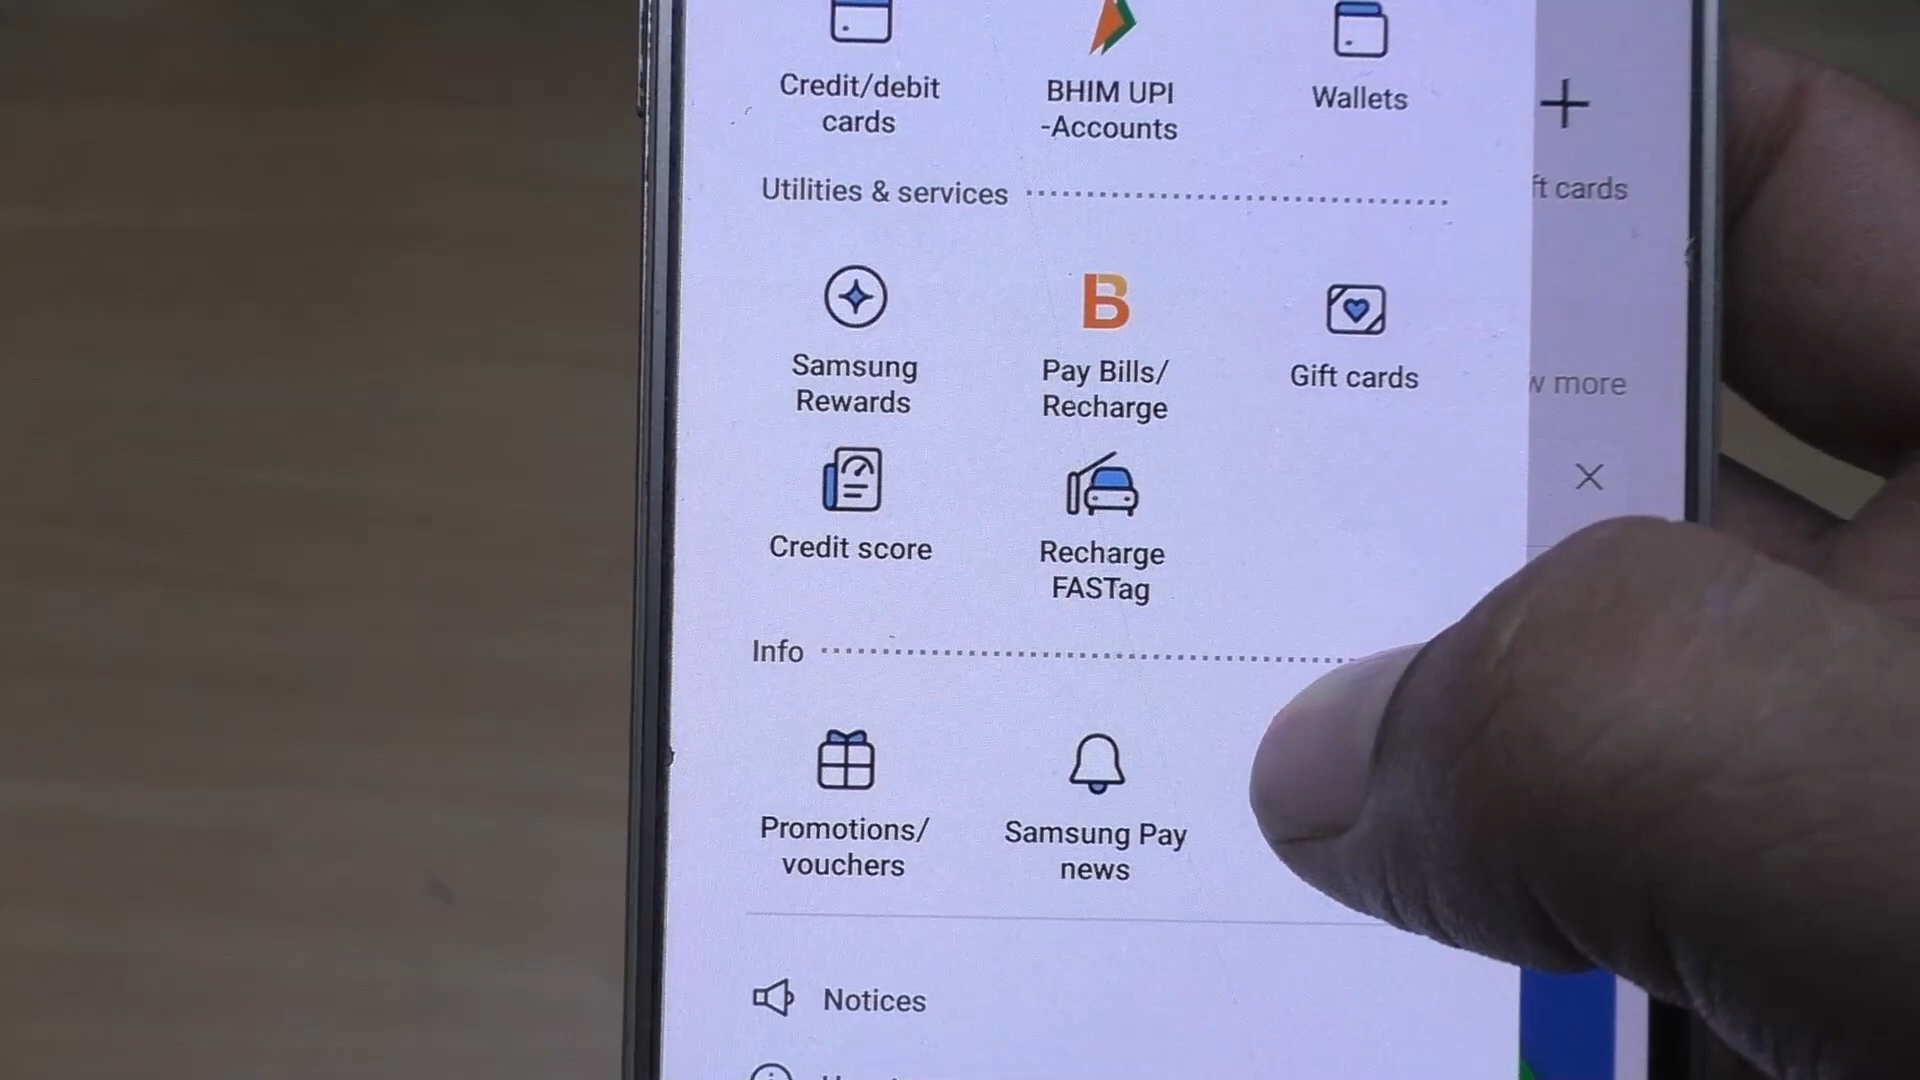 Credit/debit
cards
BHIM UPI
-Accounts
Wallets
Utilities & services
ft cards
Samsung
Rewards
Pay Bills/
Recharge
Gift cards
w more
Credit score
Recharge
FASTag
Info
Promotions/
vouchers
Samsung Pay
news
Notices